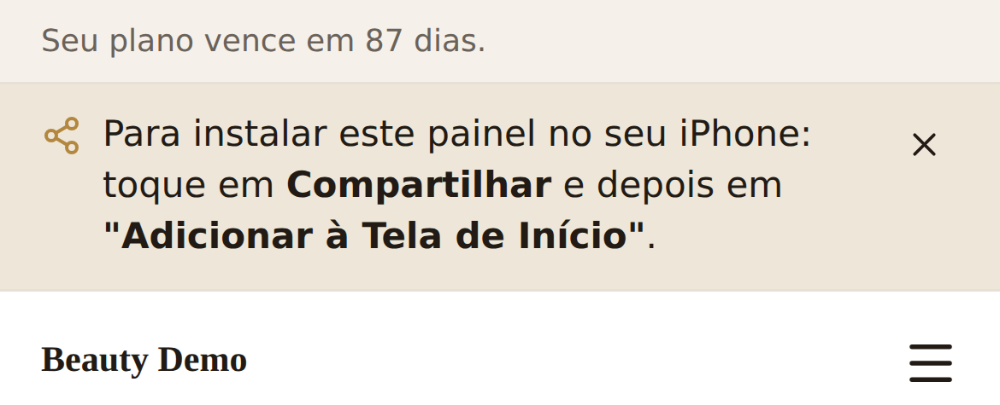 Seu plano vence em 87 dias.
Para instalar este painel no seu iPhone:
toque em Compartilhar e depois em
"Adicionar à Tela de Início".
Beauty Demo